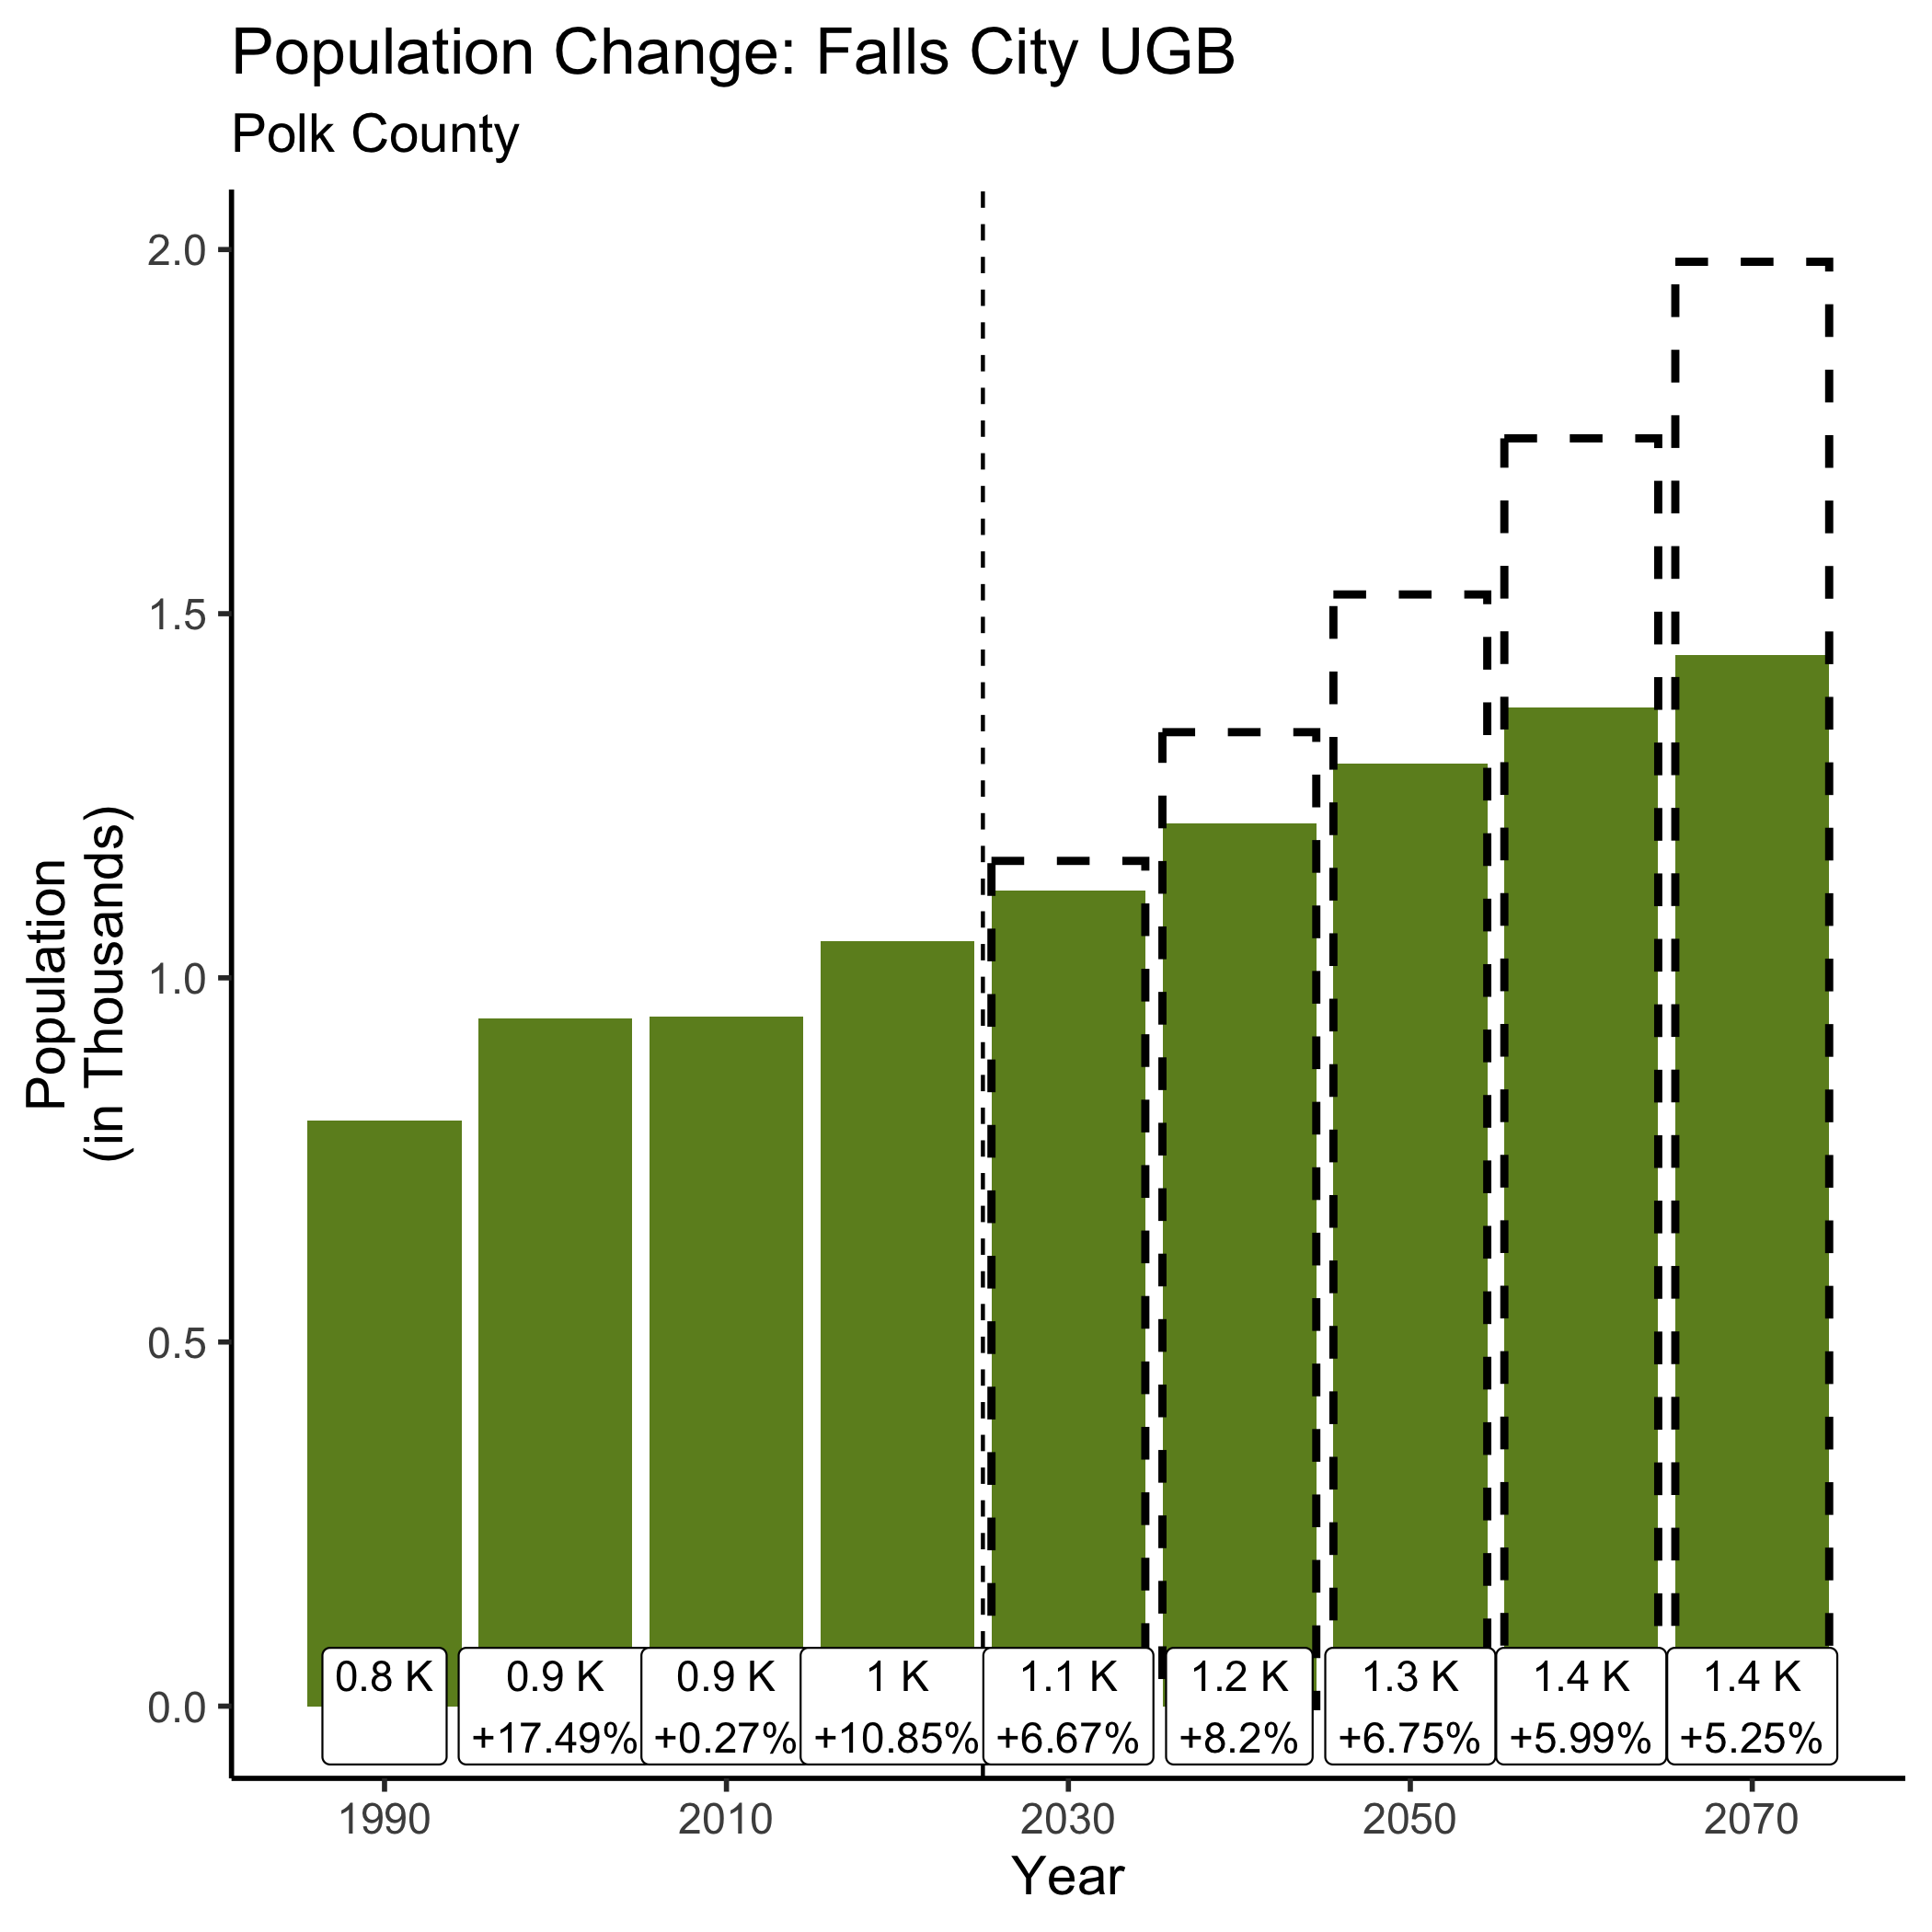 Population Change: Falls City UGB
Polk County
Population
(in Thousands)
2.0
1.5
1.0
0.5
0.0
0.8 K
0.9 K
+17.49%
0.9 K
+0.27%
1 K
+10.85%
1.1 K
+6.67%
1.2 K
+8.2%
1.3 K
+6.75%
1.4 K
+5.99%
1.4 K
+5.25%
1990
2010
2030
2050
2070
Year